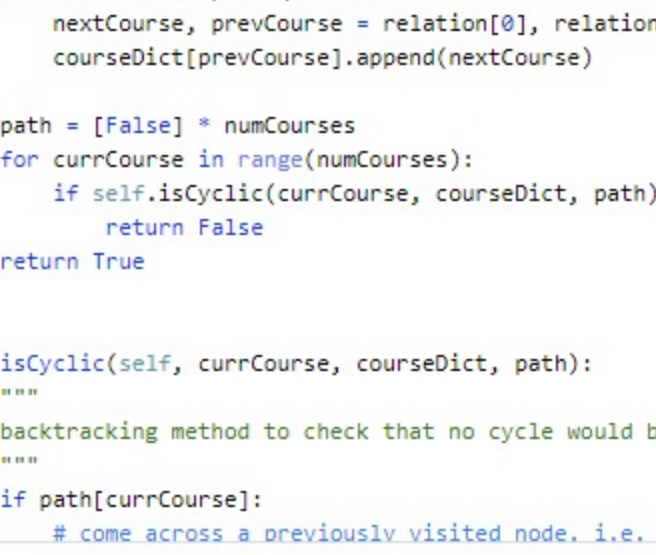 nextCourse, prevCourse = relation[0], relation
courseDict[prevCourse].append(nextCourse)
path = [False] * numCourses
for currCourse in range(numCourses):
if self.isCyclic(currCourse, courseDict, path)
return False
return True
isCyclic(self, currCourse, courseDict, path):
"""
backtracking method to check that no cycle would b
"""
if path[currCourse]:
# come across a previously visited node, i.e.